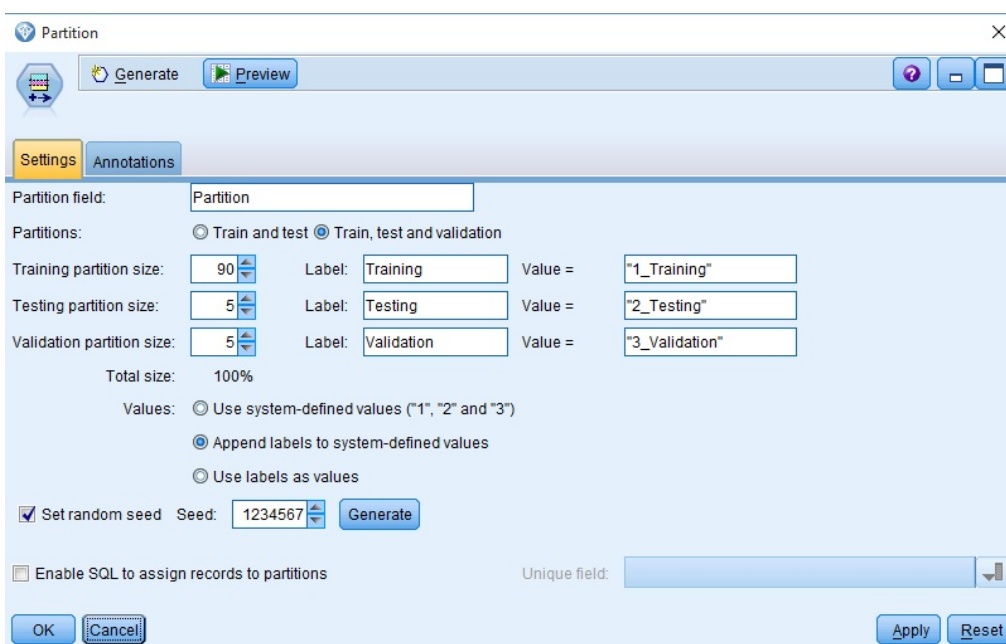 Partition
Generate Preview
Settings Annotations
Partition field: Partition
Partitions: Train and test Train, test and validation
Training partition size: 90 Label: Training Value = "1_Training"
Testing partition size: 5 Label: Testing Value = "2_Testing"
Validation partition size: 5 Label: Validation Value = "3_Validation"
Total size: 100%
Values: Use system-defined values ("1", "2" and "3")
Append labels to system-defined values
Use labels as values
Set random seed Seed: 1234567 Generate
Enable SQL to assign records to partitions Unique field:
OK Cancel Apply Reset